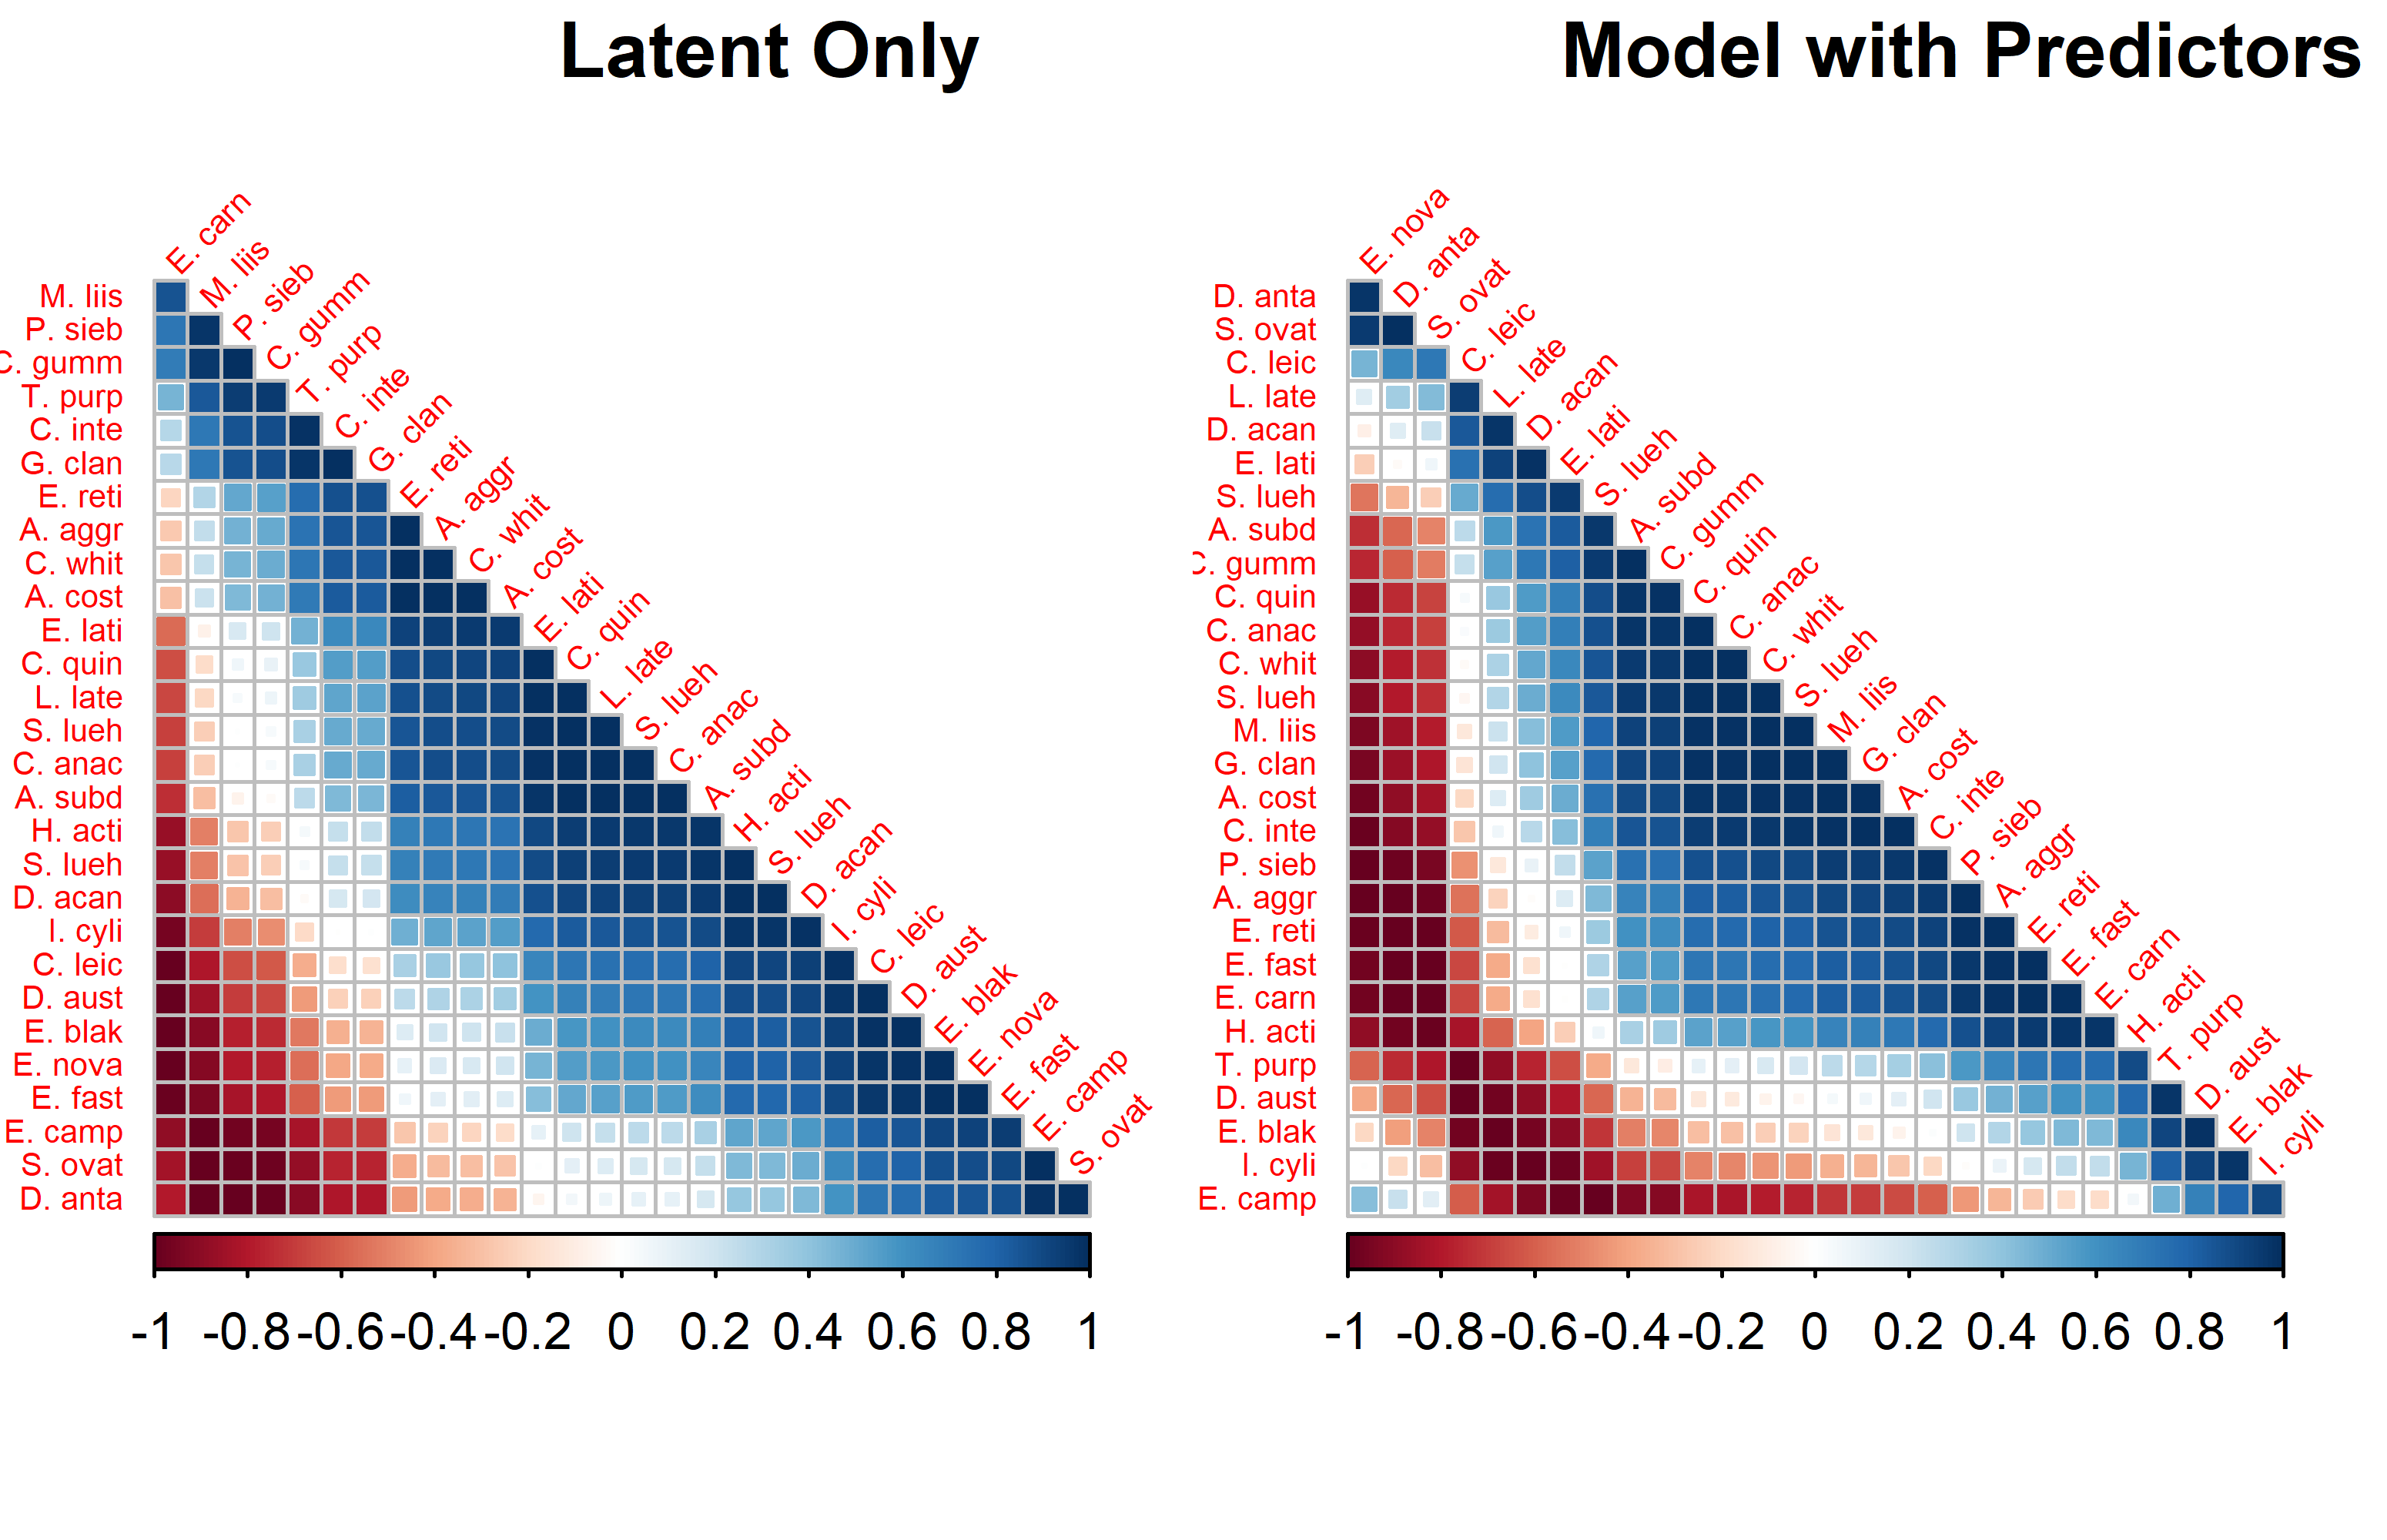 Latent Only
E. carn
M. liis
P. sieb
C. gumm
T. purp
C. inte
G. clan
E. reti
A. aggr
C. whit
A. cost
E. lati
C. quin
L. late
S. lueh
C. anac
A. subd
H. acti
S. lueh
D. acan
I. cyli
C. leic
D. aust
E. blak
E. nova
E. fast
E. camp
S. ovat
M. liis
P. sieb
C. gumm
T. purp
C. inte
G. clan
E. reti
A. aggr
C. whit
A. cost
E. lati
C. quin
L. late
S. lueh
C. anac
A. subd
H. acti
S. lueh
D. acan
I. cyli
C. leic
D. aust
E. blak
E. nova
E. fast
E. camp
S. ovat
D. anta
-1 -0.8 -0.6 -0.4 -0.2 0 0.2 0.4 0.6 0.8 1
Model with Predictors
E. nova
D. anta
S. ovat
C. leic
L. late
D. acan
E. lati
S. lueh
A. subd
C. gumm
C. quin
C. anac
C. whit
S. lueh
M. liis
G. clan
A. cost
C. inte
P. sieb
A. aggr
E. reti
E. fast
E. carn
H. acti
T. purp
D. aust
E. blak
I. cyli
D. anta
S. ovat
C. leic
L. late
D. acan
E. lati
S. lueh
A. subd
C. gumm
C. quin
C. anac
C. whit
S. lueh
M. liis
G. clan
A. cost
C. inte
P. sieb
A. aggr
E. reti
E. fast
E. carn
H. acti
T. purp
D. aust
E. blak
I. cyli
E. camp
-1 -0.8 -0.6 -0.4 -0.2 0 0.2 0.4 0.6 0.8 1